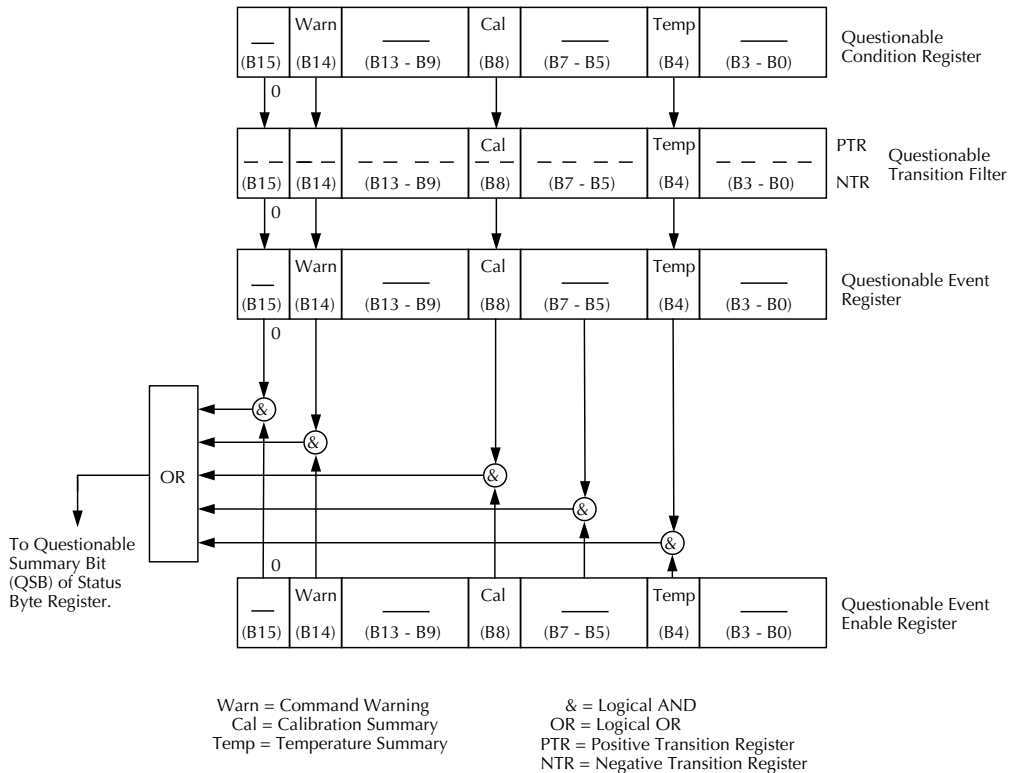 Warn Cal Temp
(B15) (B14) (B13 - B9) (B8) (B7 - B5) (B4) (B3 - B0)
Questionable
Condition Register
0
Cal Temp
(B15) (B14) (B13 - B9) (B8) (B7 - B5) (B4) (B3 - B0)
PTR
NTR
Questionable
Transition Filter
0
Warn Cal Temp
(B15) (B14) (B13 - B9) (B8) (B7 - B5) (B4) (B3 - B0)
Questionable Event
Register
0
&
&
&
&
&
OR
To Questionable
Summary Bit
(QSB) of Status
Byte Register.
0
Warn Cal Temp
(B15) (B14) (B13 - B9) (B8) (B7 - B5) (B4) (B3 - B0)
Questionable Event
Enable Register
Warn = Command Warning
Cal = Calibration Summary
Temp = Temperature Summary
& = Logical AND
OR = Logical OR
PTR = Positive Transition Register
NTR = Negative Transition Register